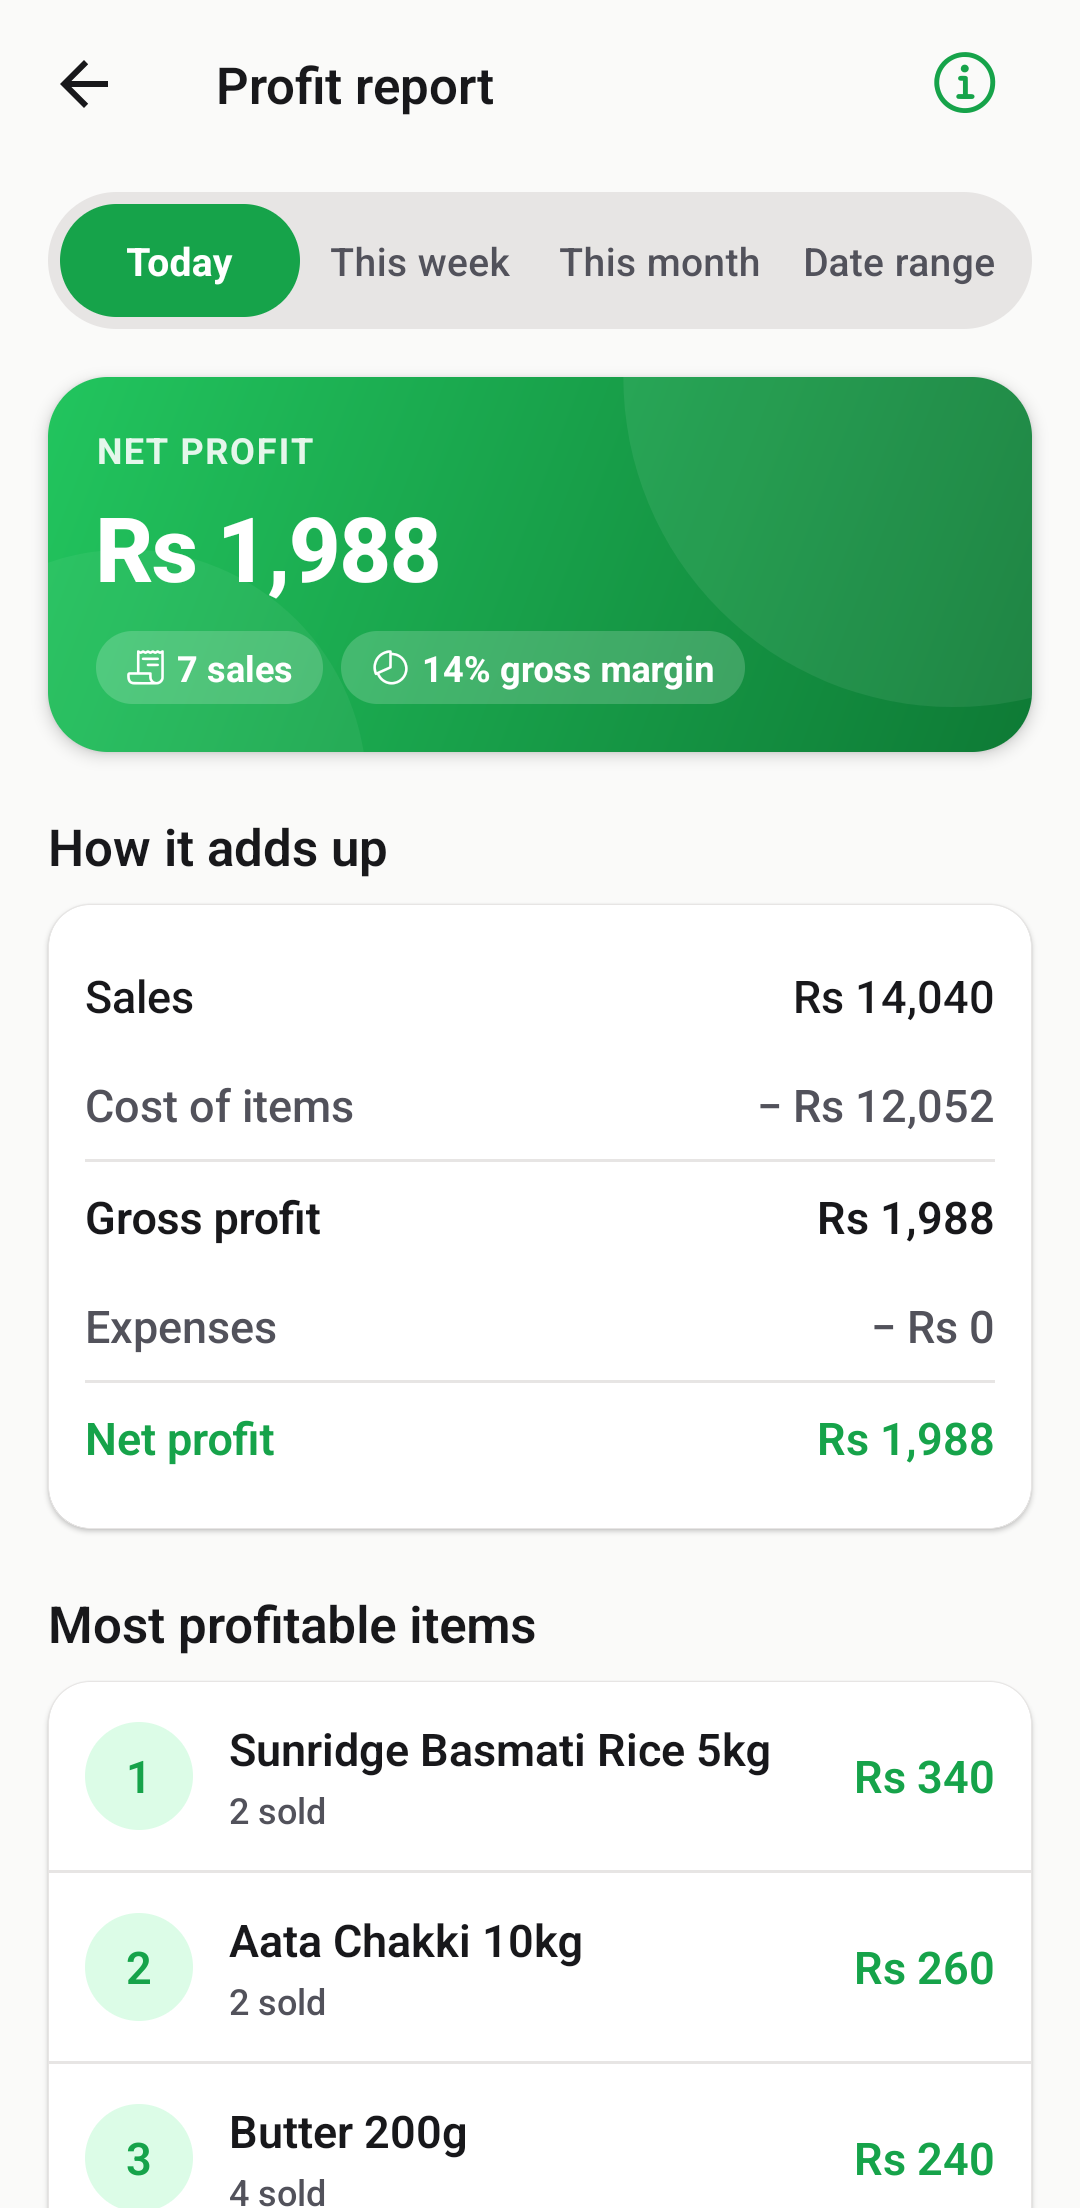 Profit report
Today
This week
This month
Date range
NET PROFIT
Rs 1,988
7 sales
14% gross margin
How it adds up
Sales
Rs 14,040
Cost of items
– Rs 12,052
Gross profit
Rs 1,988
Expenses
– Rs 0
Net profit
Rs 1,988
Most profitable items
1
Sunridge Basmati Rice 5kg
2 sold
Rs 340
2
Aata Chakki 10kg
2 sold
Rs 260
3
Butter 200g
4 sold
Rs 240